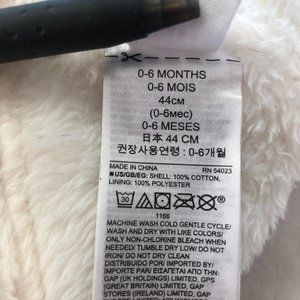 0-6 MONTHS
0-6 MOIS
44см
(0-6мес)
0-6 MESES
日本 44 CM
권장사용연령 : 0-6개월
MADE IN CHINA RN 54023
■ US/GB/EG: SHELL: 100% COTTON,
LINING: 100% POLYESTER
30
1166
MACHINE WASH COLD GENTLE CYCLE/
WASH AND DRY WITH LIKE COLORS/
ONLY NON-CHLORINE BLEACH WHEN
NEEDED/ TUMBLE DRY LOW/ DO NOT
IRON/ DO NOT DRY CLEAN
DISTRIBUIDO POR/ IMPORTED BY/
IMPORTE PAR/ ΕΙΣΑΓΕΤΑΙ ΑΠΟ ΤΗΝ:
GAP (UK HOLDINGS) LIMITED, GPS
(GREAT BRITAIN) LIMITED, GAP
STORES (IRELAND) LIMITED, GAP